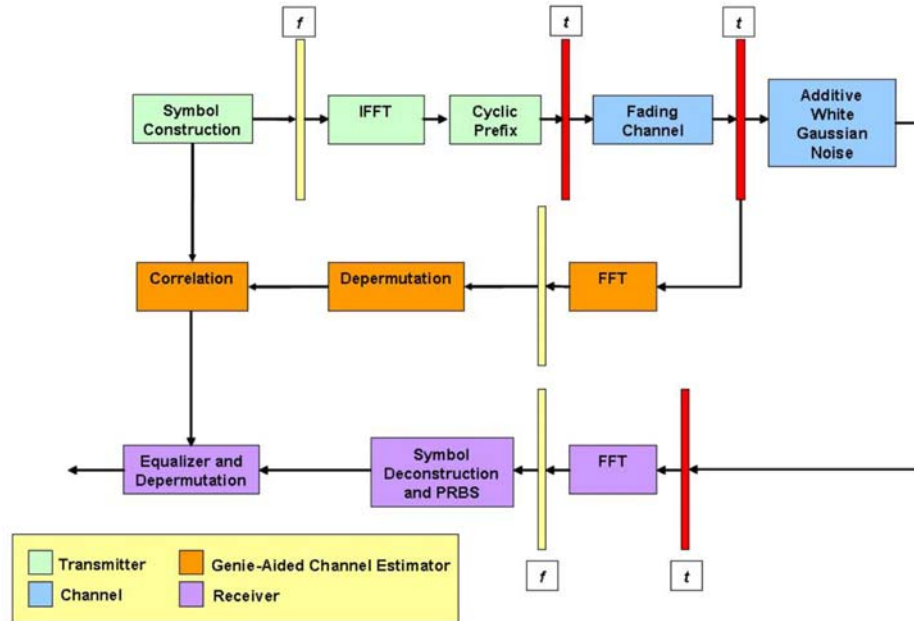 f
t
t
Symbol
Construction
IFFT
Cyclic
Prefix
Fading
Channel
Additive
White
Gaussian
Noise
Correlation
Depermutation
FFT
Equalizer and
Depermutation
Symbol
Deconstruction
and PRBS
FFT
f
t
Transmitter
Genie-Aided Channel Estimator
Channel
Receiver